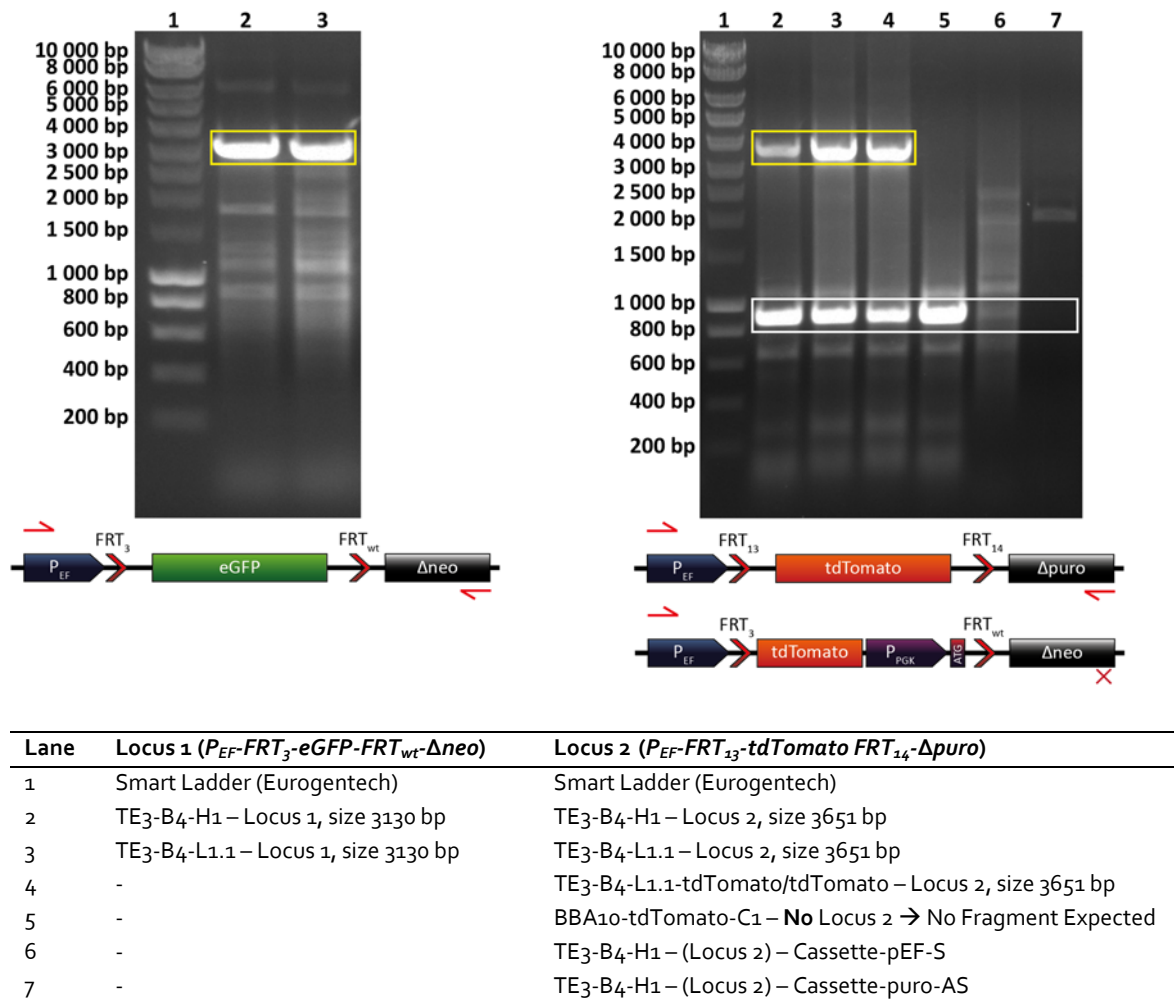 1 2 3
10 000 bp
8 000 bp
6 000 bp
5 000 bp
4 000 bp
3 000 bp
2 500 bp
2 000 bp
1 500 bp
1 000 bp
800 bp
600 bp
400 bp
200 bp
FRT3 FRTwt
PEF eGFP Δneo
1 2 3 4 5 6 7
10 000 bp
8 000 bp
6 000 bp
5 000 bp
4 000 bp
3 000 bp
2 500 bp
2 000 bp
1 500 bp
1 000 bp
800 bp
600 bp
400 bp
200 bp
FRT13 FRT14
PEF tdTomato Δpuro
FRT3 FRTwt
PEF tdTomato PPGK ATG Δneo
Lane Locus 1 (PEF-FRT3-eGFP-FRTwt-Δneo) Locus 2 (PEF-FRT13-tdTomato FRT14-Δpuro)
1 Smart Ladder (Eurogentech) Smart Ladder (Eurogentech)
2 TE3-B4-H1 – Locus 1, size 3130 bp TE3-B4-H1 – Locus 2, size 3651 bp
3 TE3-B4-L1.1 – Locus 1, size 3130 bp TE3-B4-L1.1 – Locus 2, size 3651 bp
4 - TE3-B4-L1.1-tdTomato/tdTomato – Locus 2, size 3651 bp
5 - BBA10-tdTomato-C1 – No Locus 2 → No Fragment Expected
6 - TE3-B4-H1 – (Locus 2) – Cassette-pEF-S
7 - TE3-B4-H1 – (Locus 2) – Cassette-puro-AS